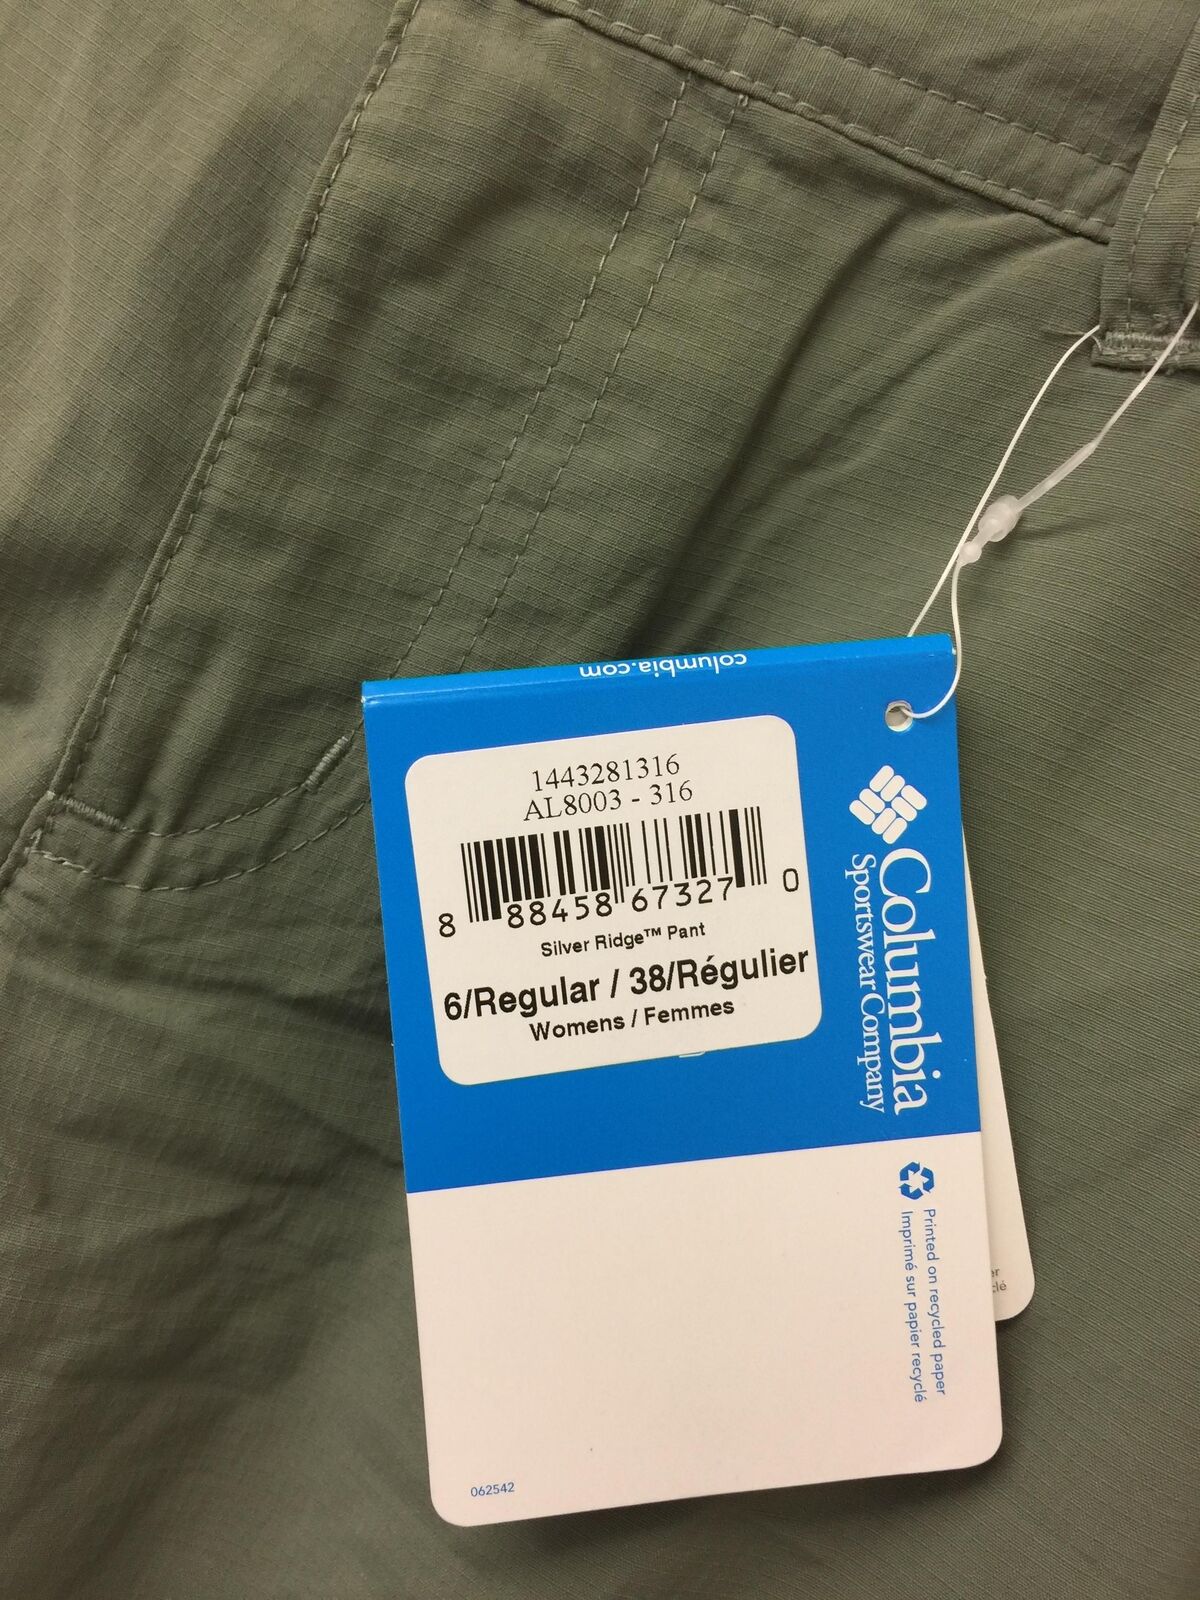 columbia.com
1443281316
AL8003 - 316
8 88458 67327 0
Silver Ridge™ Pant
6/Regular / 38/Régulier
Womens / Femmes
Columbia
Sportswear Company
Printed on recycled paper
Imprimé sur papier recyclé
062542